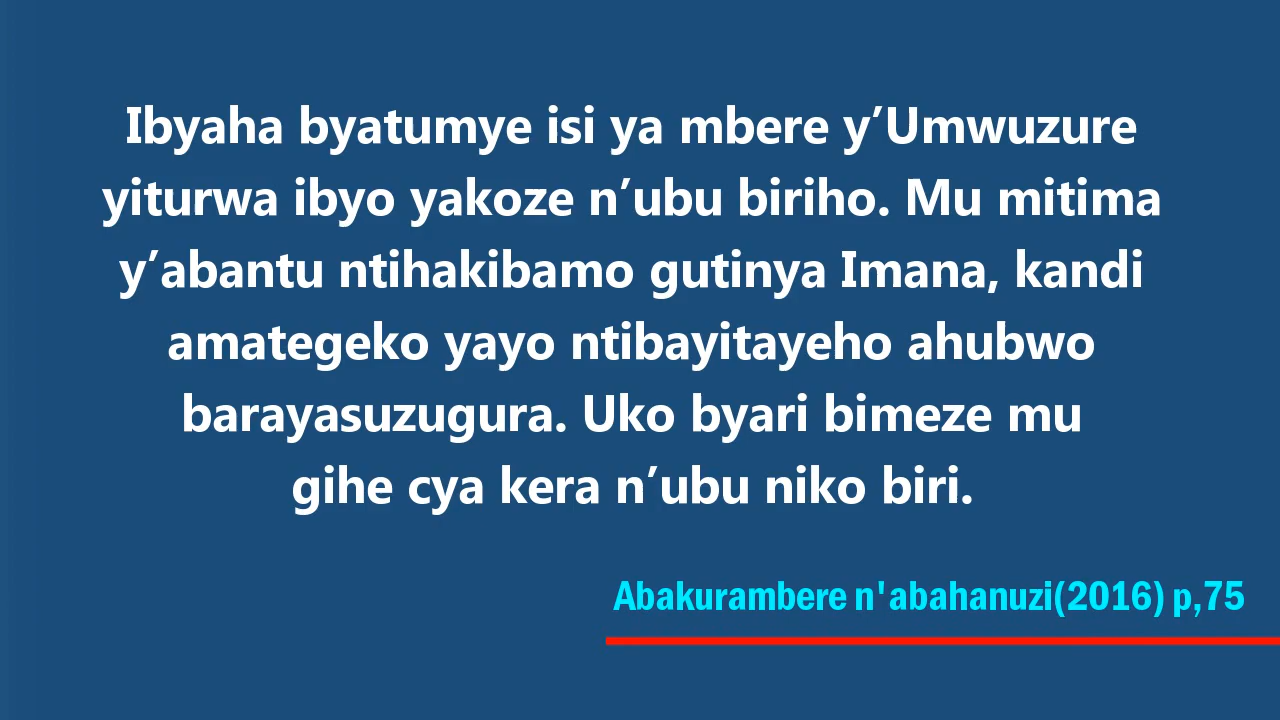 Ibyaha byatumye isi ya mbere y’Umwuzure
yiturwa ibyo yakoze n’ubu biriho. Mu mitima
y’abantu ntihakibamo gutinya Imana, kandi
amategeko yayo ntibayitayeho ahubwo
barayasuzugura. Uko byari bimeze mu
gihe cya kera n’ubu niko biri.
Abakurambere n'abahanuzi(2016) p,75